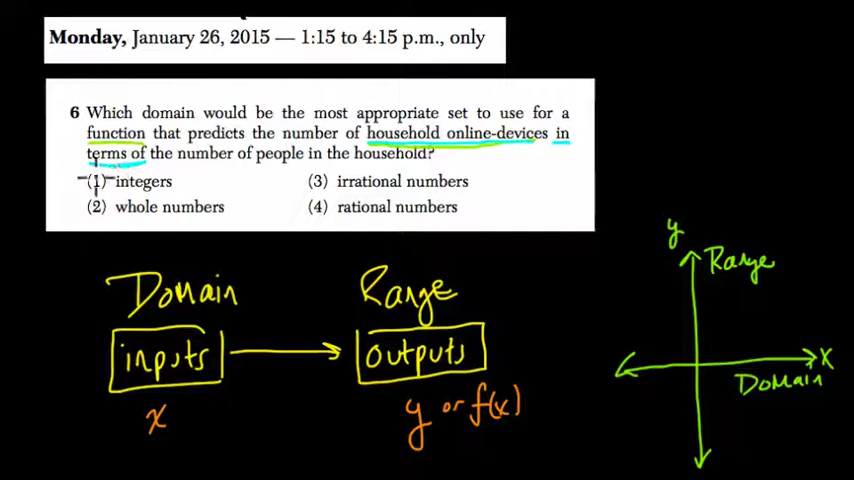 Monday, January 26, 2015 — 1:15 to 4:15 p.m., only
6 Which domain would be the most appropriate set to use for a
function that predicts the number of household online-devices in
terms of the number of people in the household?
(1) integers (3) irrational numbers
(2) whole numbers (4) rational numbers
Domain Range
inputs outputs
x y or f(x)
y
Range
x
Domain